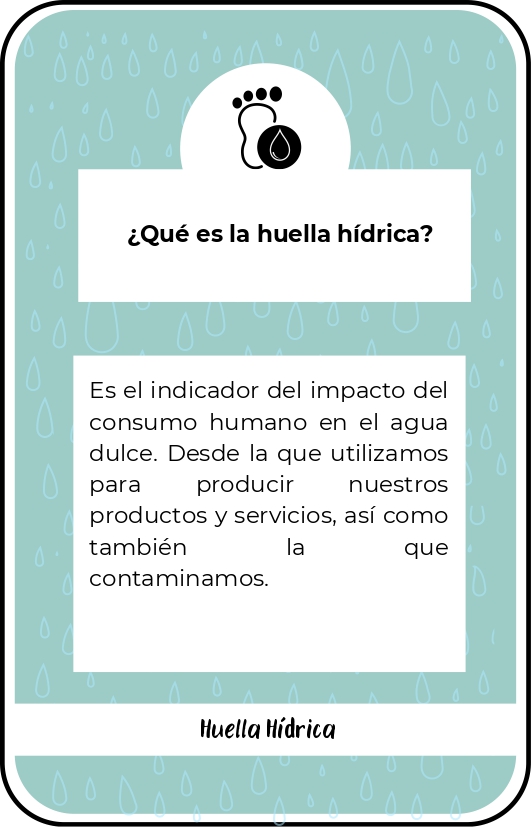 ¿Qué es la huella hídrica?
Es el indicador del impacto del
consumo humano en el agua
dulce. Desde la que utilizamos
para producir nuestros
productos y servicios, así como
también la que
contaminamos.
Huella Hídrica